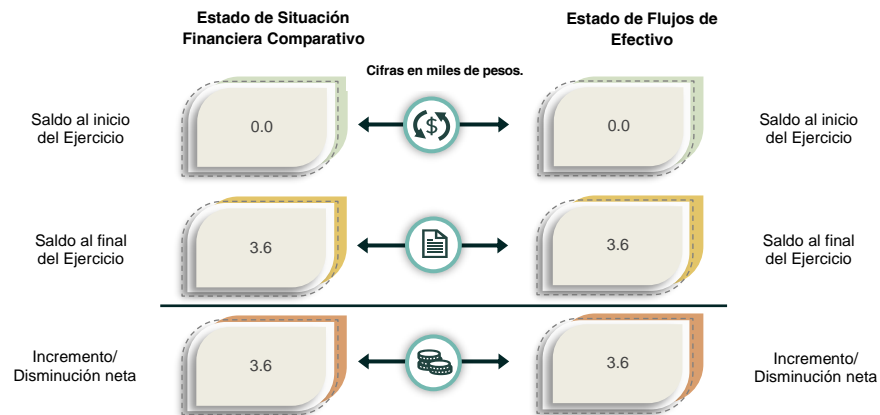 Estado de Situación
Financiera Comparativo
Estado de Flujos de
Efectivo
Cifras en miles de pesos.
Saldo al inicio
del Ejercicio
0.0
$
0.0
Saldo al inicio
del Ejercicio
Saldo al final
del Ejercicio
3.6
3.6
Saldo al final
del Ejercicio
Incremento/
Disminución neta
3.6
3.6
Incremento/
Disminución neta